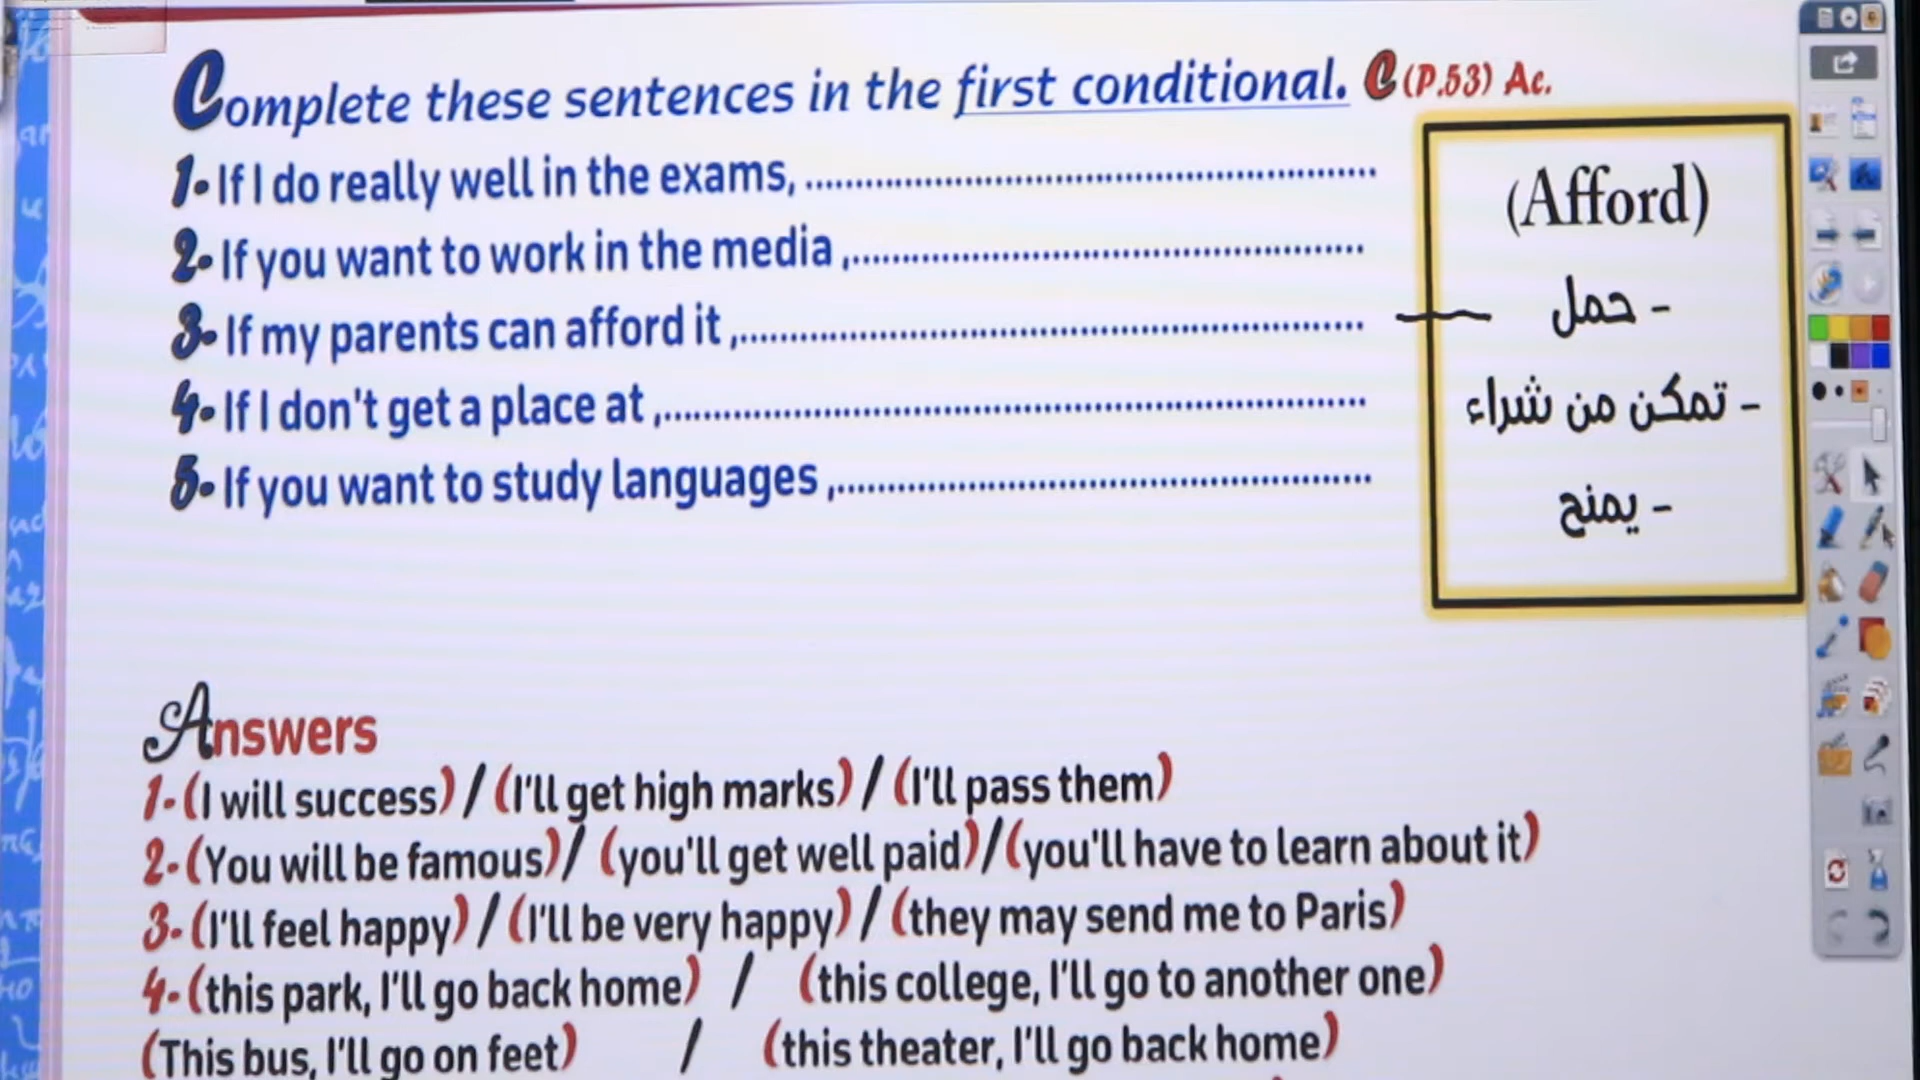 Complete these sentences in the first conditional. C (P.53) Ac.
1- If I do really well in the exams, ........................................................
2- If you want to work in the media ,..................................................
3- If my parents can afford it ,.............................................................
4- If I don't get a place at ,.....................................................................
5- If you want to study languages ,....................................................
(Afford)
- حمل
- تمكن من شراء
- يمنح
Answers
1- (I will success) / (I'll get high marks) / (I'll pass them)
2- (You will be famous) / (you'll get well paid)/(you'll have to learn about it)
3- (I'll feel happy) / (I'll be very happy) / (they may send me to Paris)
4- (this park, I'll go back home) / (this college, I'll go to another one)
(This bus, I'll go on feet) / (this theater, I'll go back home)